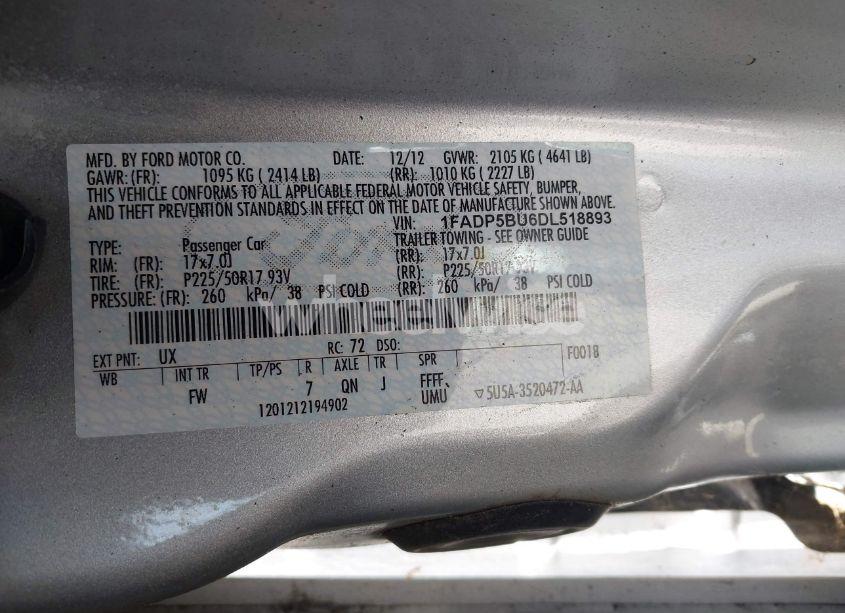 MFD. BY FORD MOTOR CO. DATE: 12/12 GVWR: 2105 KG ( 4641 LB)
GAWR: (FR): 1095 KG ( 2414 LB) (RR): 1010 KG ( 2227 LB)
THIS VEHICLE CONFORMS TO ALL APPLICABLE FEDERAL MOTOR VEHICLE SAFETY, BUMPER,
AND THEFT PREVENTION STANDARDS IN EFFECT ON THE DATE OF MANUFACTURE SHOWN ABOVE.
VIN: 1FADP5BU6DL518893
TYPE: Passenger Car TRAILER TOWING - SEE OWNER GUIDE
RIM: (FR): 17x7.0J (RR): 17x7.0J
TIRE: (FR): P225/50R17 93V (RR): P225/50R17 93V
PRESSURE: (FR): 260 kPa/ 38 PSI COLD (RR): 260 kPa/ 38 PSI COLD
EXT PNT: UX RC: 72 DSO: F0018
WB INT TR TP/PS R AXLE TR SPR
FW 7 QN J FFFF
UMU
1201212194902
▽5U5A-3520472-AA